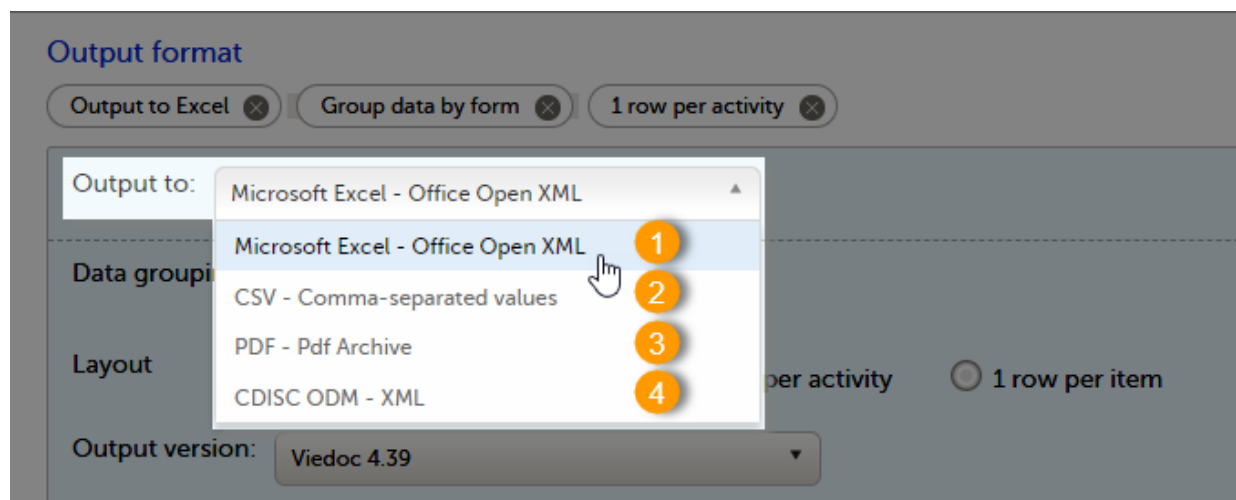 Output format
Output to Excel Group data by form 1 row per activity
Output to: Microsoft Excel - Office Open XML
Microsoft Excel - Office Open XML 1
Data groupi
CSV - Comma-separated values 2
PDF - Pdf Archive 3
Layout per activity 1 row per item
CDISC ODM - XML 4
Output version: Viedoc 4.39